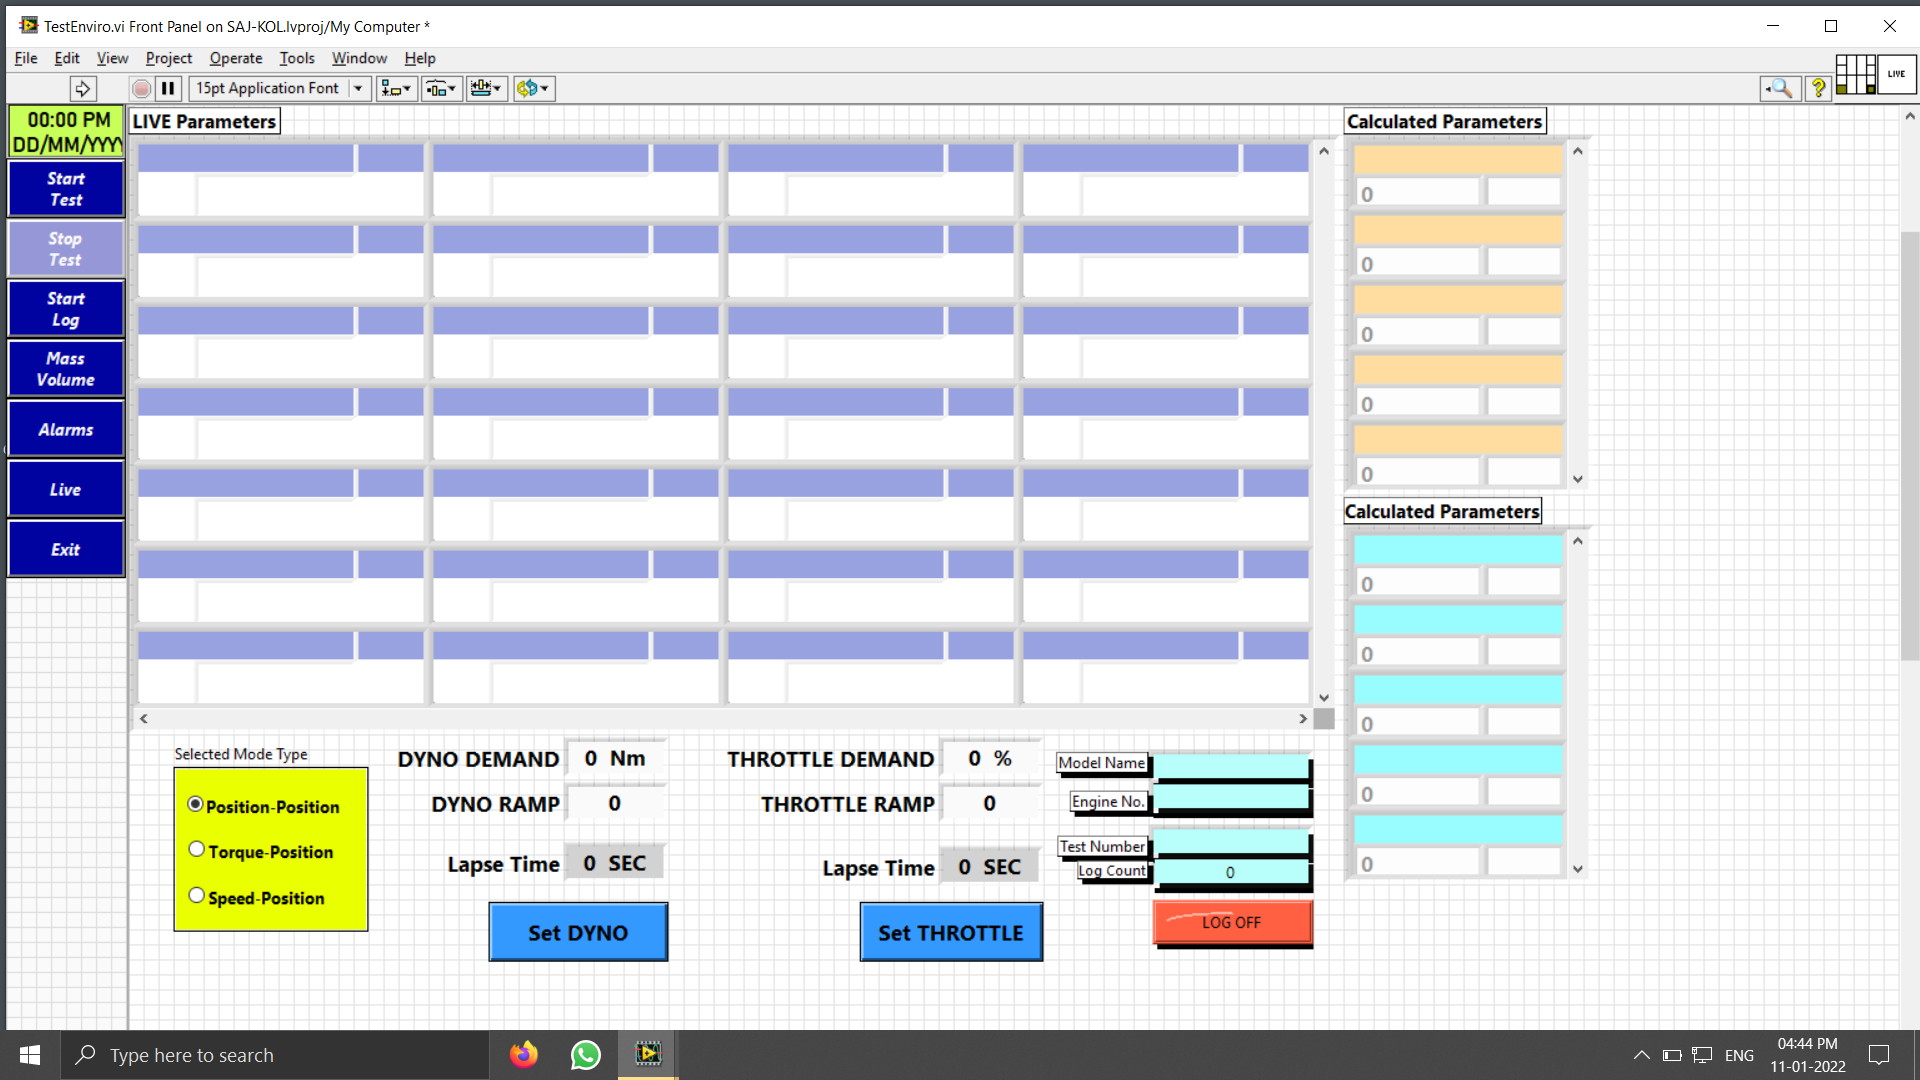 TestEnviro.vi Front Panel on SAJ-KOL.lvproj/My Computer *
File Edit View Project Operate Tools Window Help
15pt Application Font
LIVE
00:00 PM
DD/MM/YYYY
LIVE Parameters
Calculated Parameters
Start
Test
Stop
Test
Start
Log
Mass
Volume
Alarms
Live
Exit
0
0
0
0
0
Calculated Parameters
0
0
0
0
0
Selected Mode Type
Position-Position
Torque-Position
Speed-Position
DYNO DEMAND 0 Nm
DYNO RAMP 0
Lapse Time 0 SEC
Set DYNO
THROTTLE DEMAND 0 %
THROTTLE RAMP 0
Lapse Time 0 SEC
Set THROTTLE
Model Name
Engine No.
Test Number
Log Count 0
LOG OFF
Type here to search
ENG
04:44 PM
11-01-2022